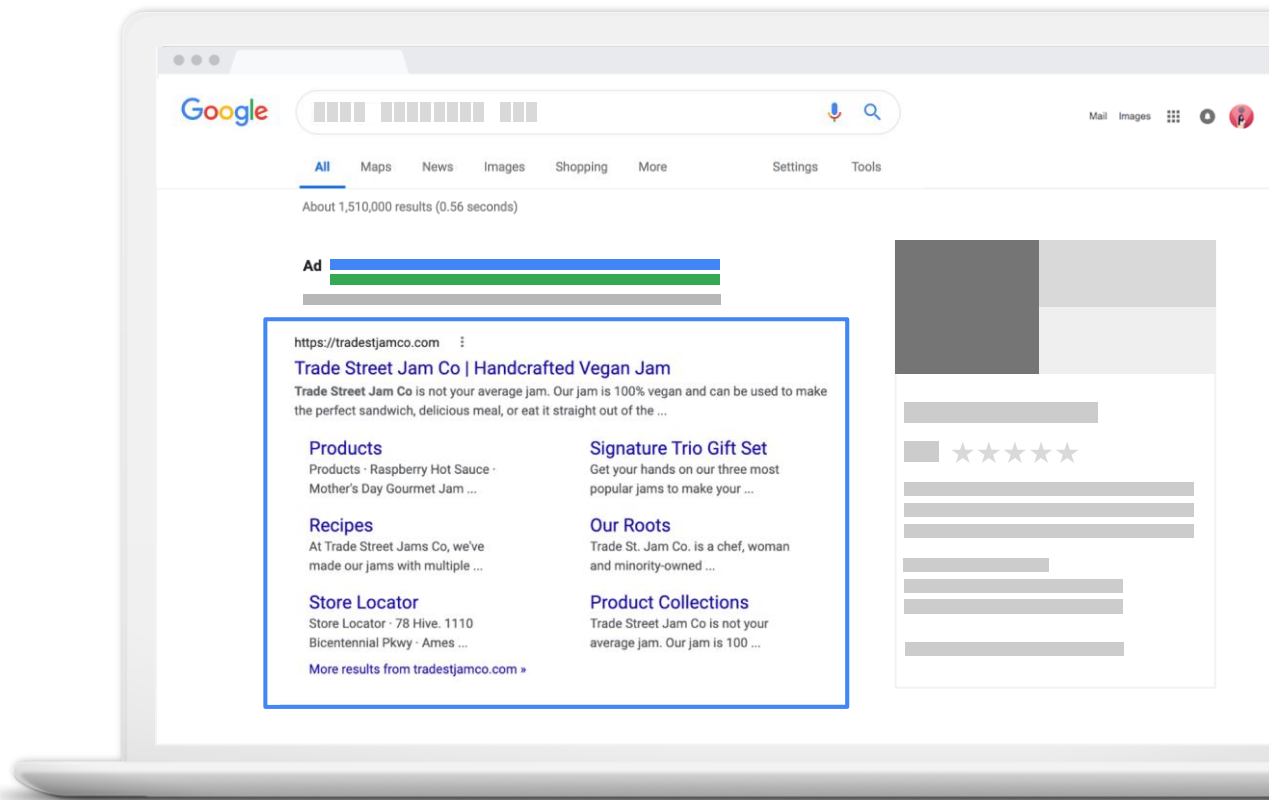 Google
Mail Images
All Maps News Images Shopping More Settings Tools
About 1,510,000 results (0.56 seconds)
Ad
https://tradestjamco.com
Trade Street Jam Co | Handcrafted Vegan Jam
Trade Street Jam Co is not your average jam. Our jam is 100% vegan and can be used to make
the perfect sandwich, delicious meal, or eat it straight out of the ...
Products
Products · Raspberry Hot Sauce ·
Mother's Day Gourmet Jam ...
Signature Trio Gift Set
Get your hands on our three most
popular jams to make your ...
Recipes
At Trade Street Jams Co, we've
made our jams with multiple ...
Our Roots
Trade St. Jam Co. is a chef, woman
and minority-owned ...
Store Locator
Store Locator · 78 Hive. 1110
Bicentennial Pkwy · Ames ...
Product Collections
Trade Street Jam Co is not your
average jam. Our jam is 100 ...
More results from tradestjamco.com »